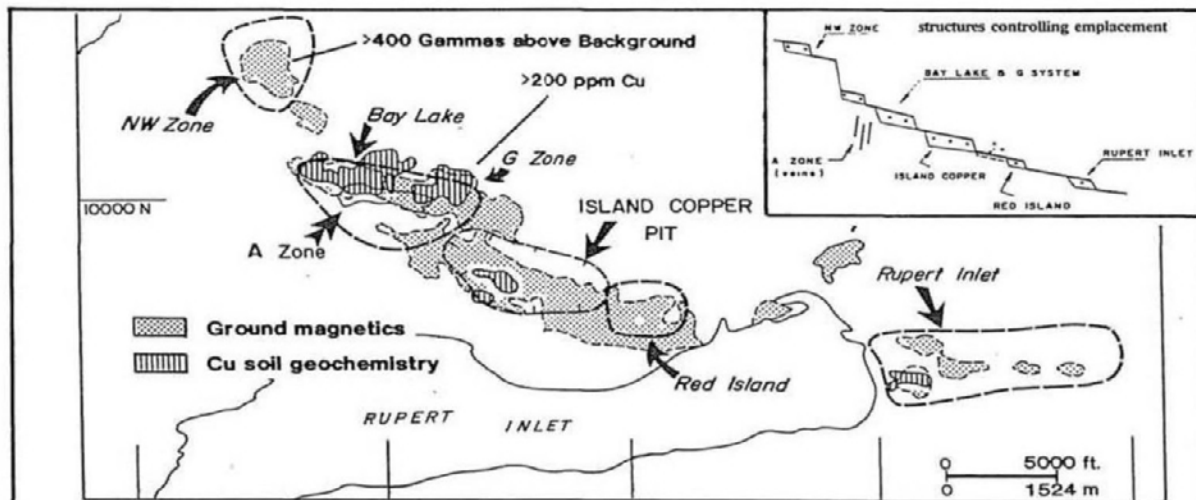 >400 Gammas above Background
>200 ppm Cu
NW Zone
Bay Lake
G Zone
10000 N
A Zone
ISLAND COPPER
PIT
Rupert Inlet
Ground magnetics
Cu soil geochemistry
Red Island
RUPERT INLET
0 5000 ft.
0 1524 m
structures controlling emplacement
NW ZONE
BAY LAKE & G SYSTEM
A ZONE
(veins)
ISLAND COPPER
RUPERT INLET
RED ISLAND